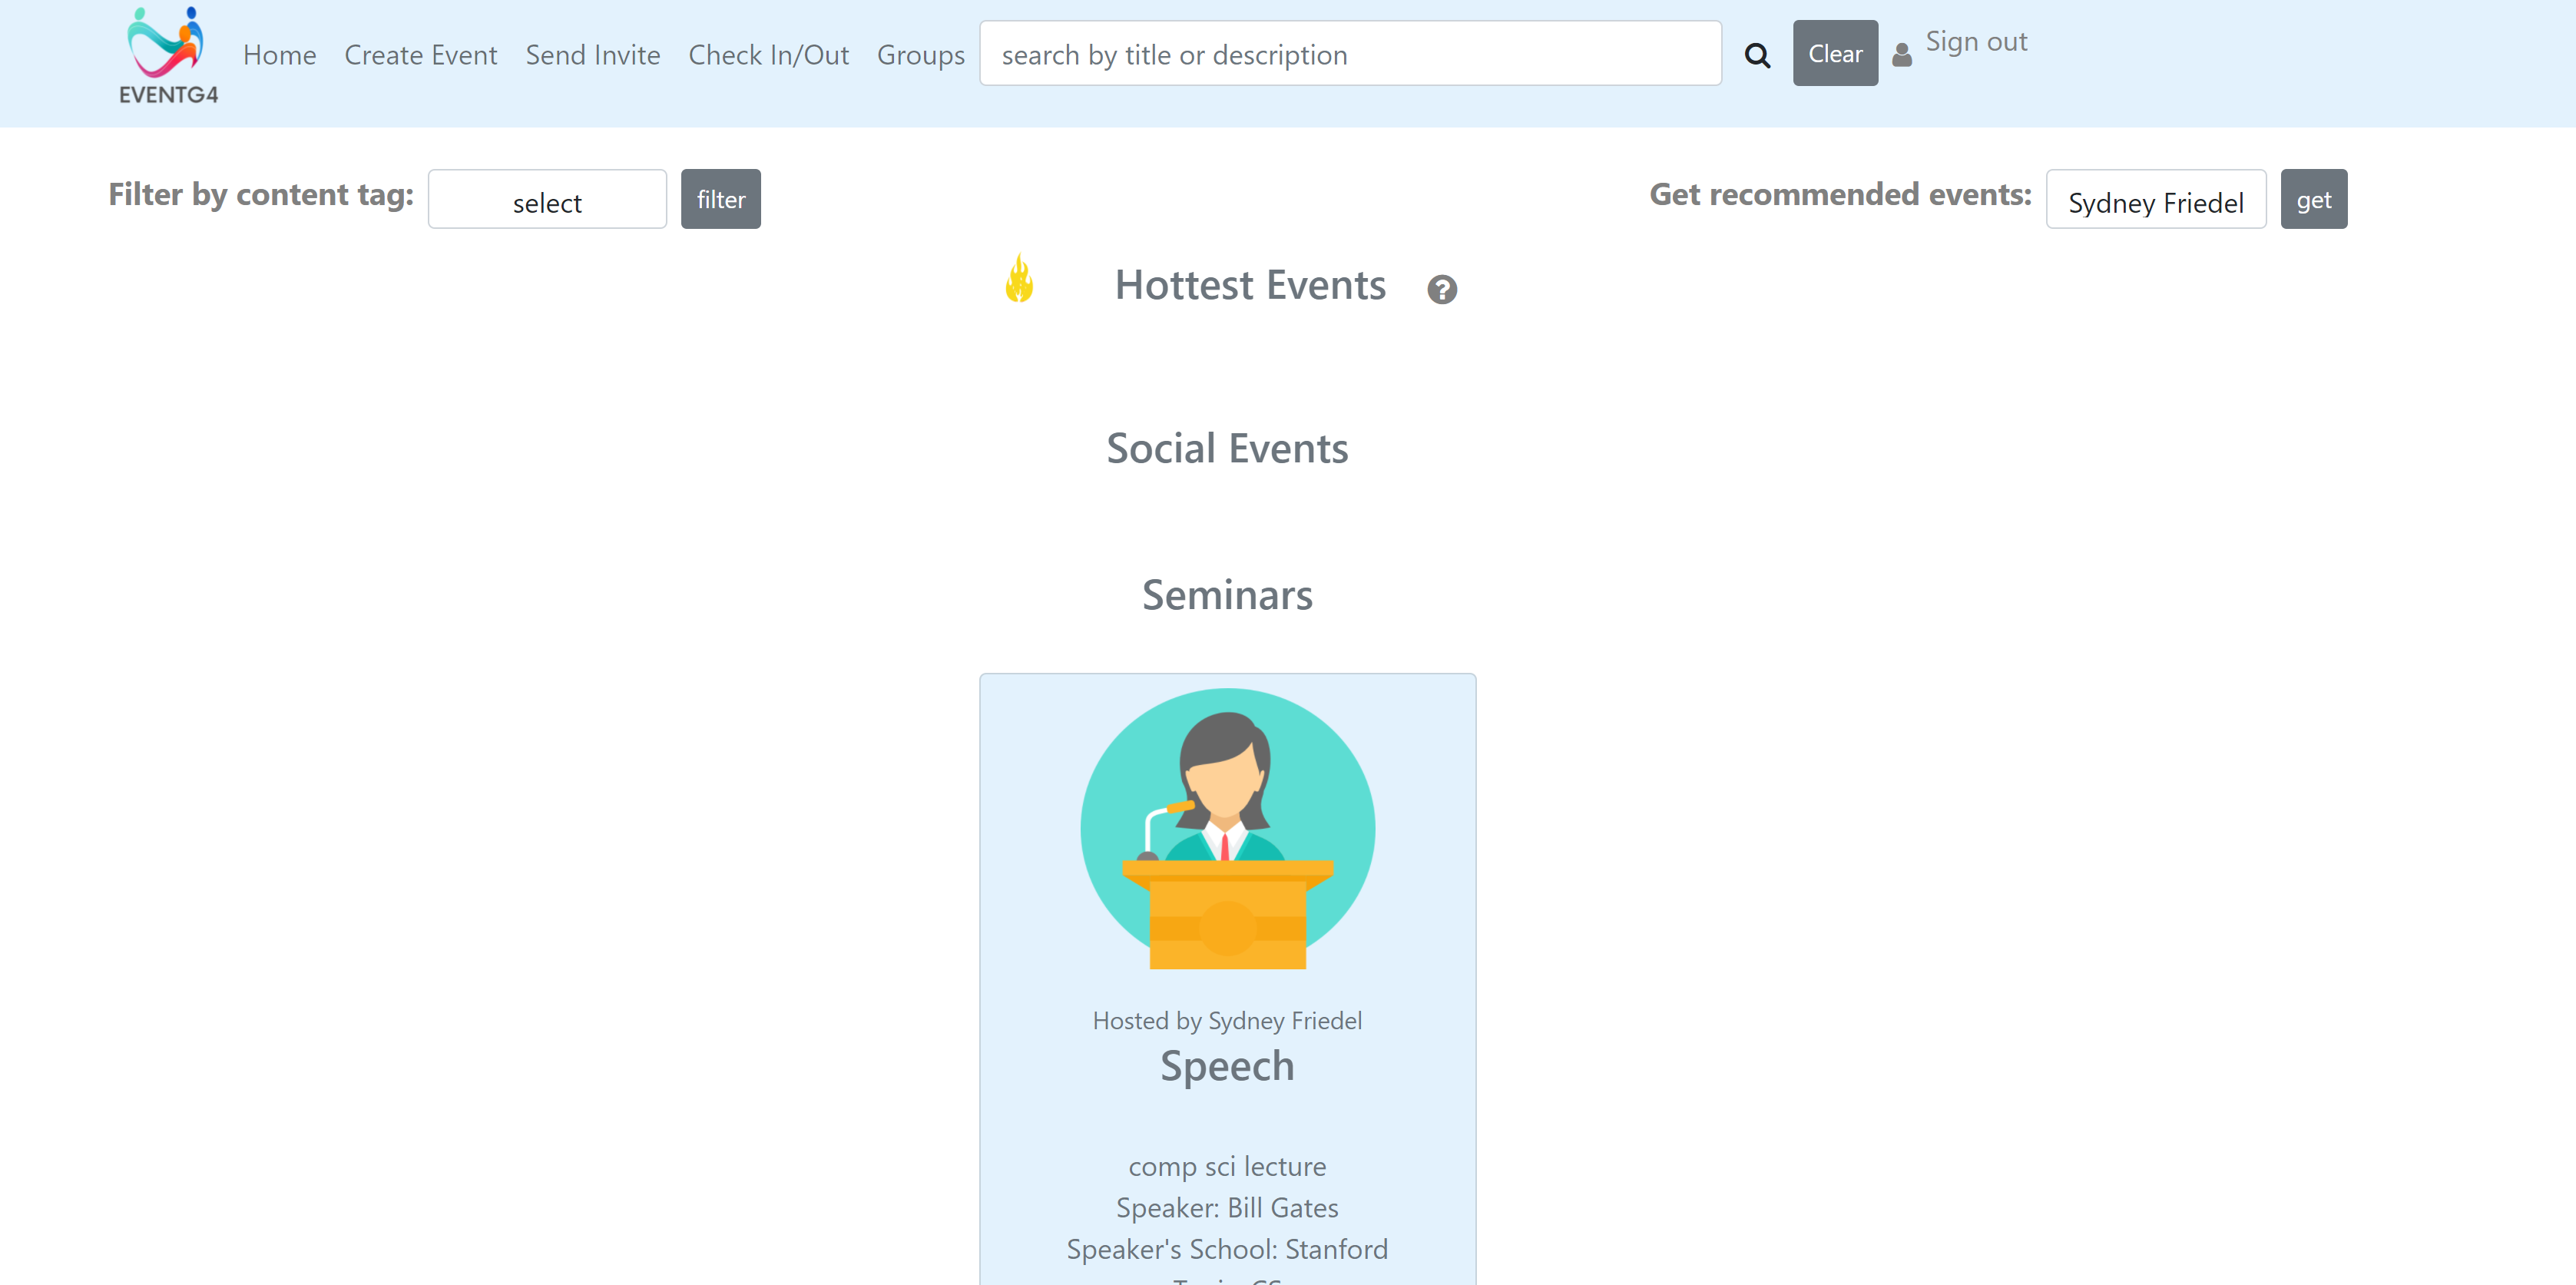 EVENTG4
Home Create Event Send Invite Check In/Out Groups search by title or description Clear Sign out
Filter by content tag: select filter Get recommended events: Sydney Friedel get
Hottest Events
Social Events
Seminars
Hosted by Sydney Friedel
Speech
comp sci lecture
Speaker: Bill Gates
Speaker's School: Stanford